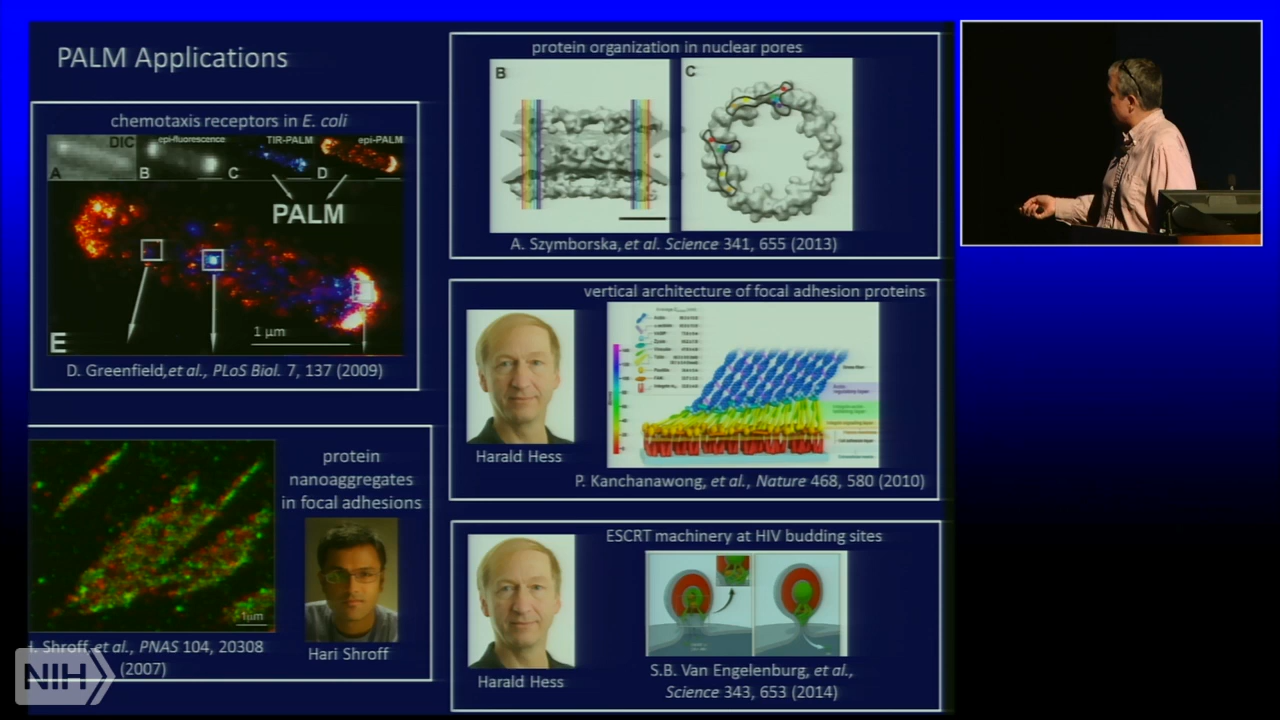 PALM Applications
chemotaxis receptors in E. coli
DIC
epi-fluorescence
TIR-PALM
epi-PALM
A
B
C
D
PALM
1 μm
E
D. Greenfield,et al., PLoS Biol. 7, 137 (2009)
protein
nanoaggregates
in focal adhesions
1μm
Shroff, et al., PNAS 104, 20308
(2007)
Hari Shroff
NIH
protein organization in nuclear pores
B
C
A. Szymborska, et al. Science 341, 655 (2013)
vertical architecture of focal adhesion proteins
Harald Hess
P. Kanchanawong, et al., Nature 468, 580 (2010)
ESCRT machinery at HIV budding sites
Harald Hess
S.B. Van Engelenburg, et al.,
Science 343, 653 (2014)